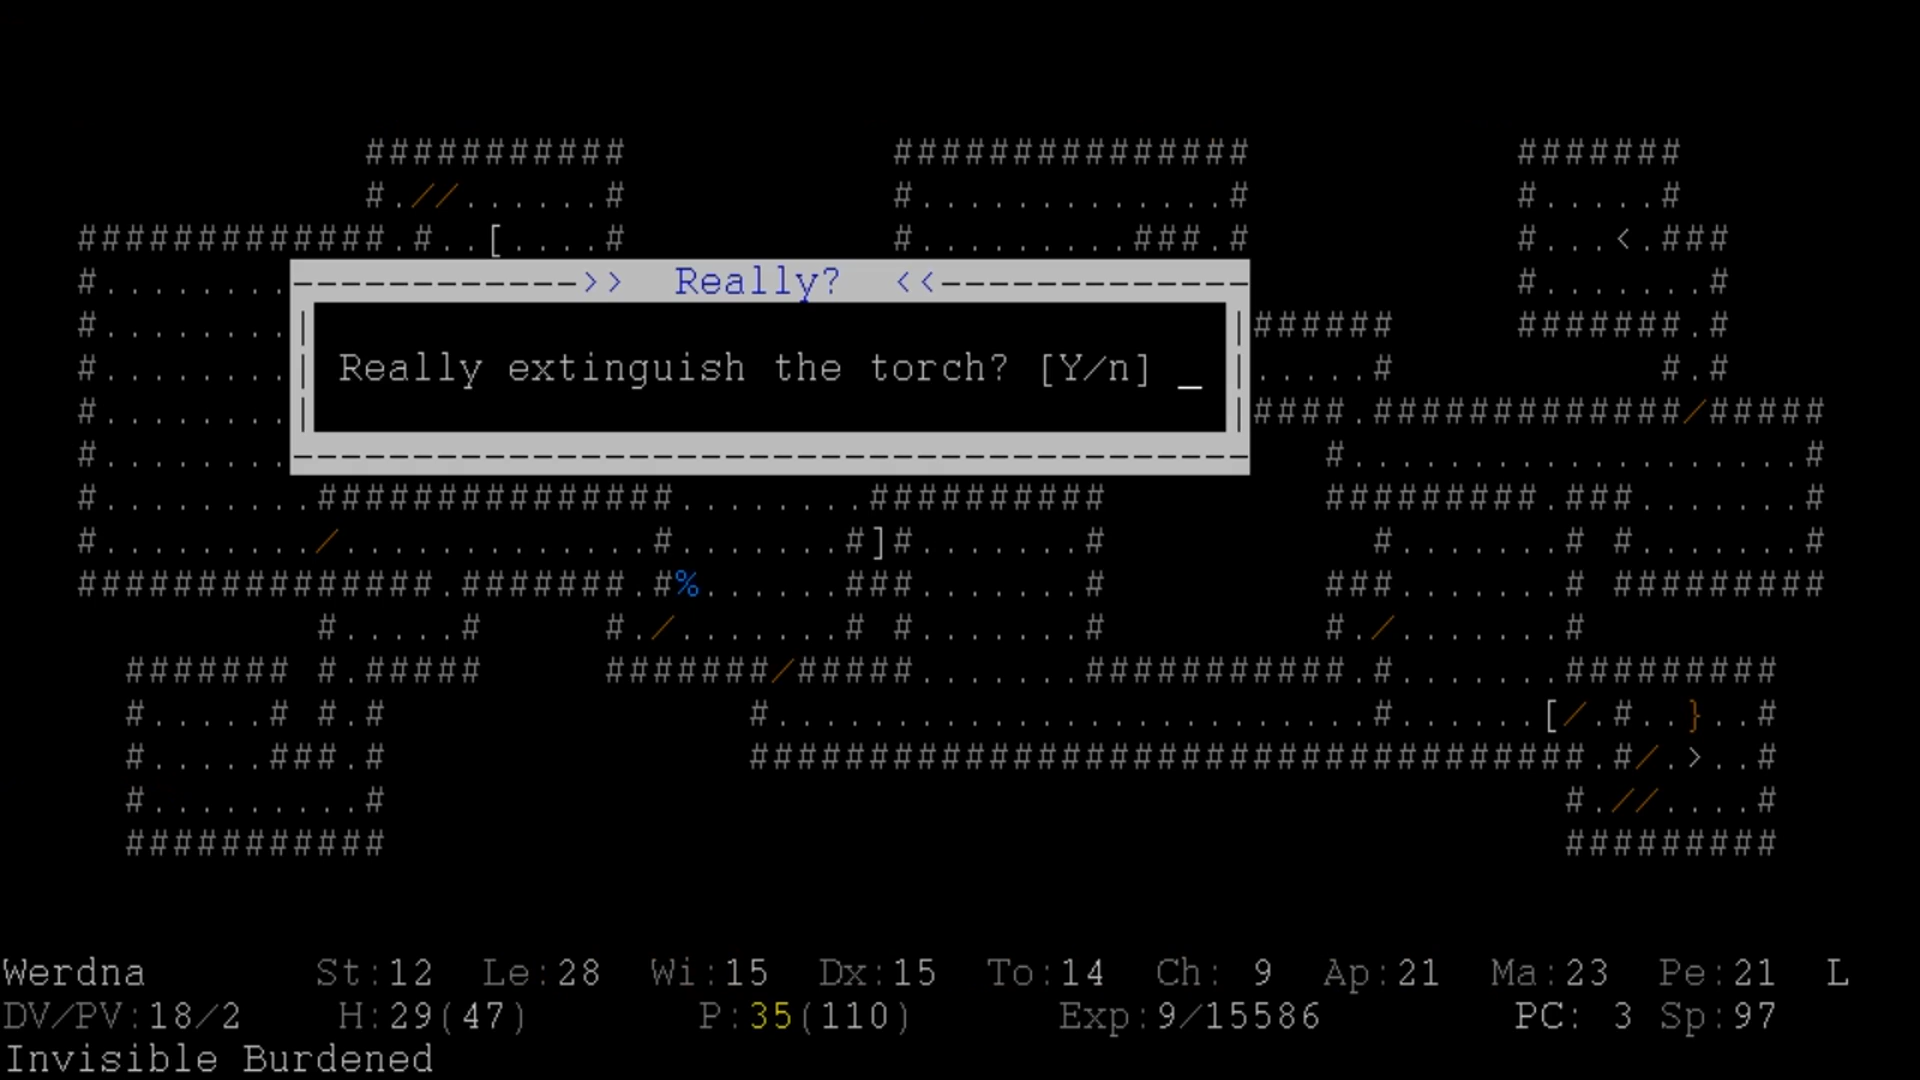 Really?
Really extinguish the torch? [Y/n] _
Werdna St:12 Le:28 Wi:15 Dx:15 To:14 Ch: 9 Ap:21 Ma:23 Pe:21 L
DV/PV:18/2 H:29(47) P:35(110) Exp:9/15586 PC: 3 Sp:97
Invisible Burdened